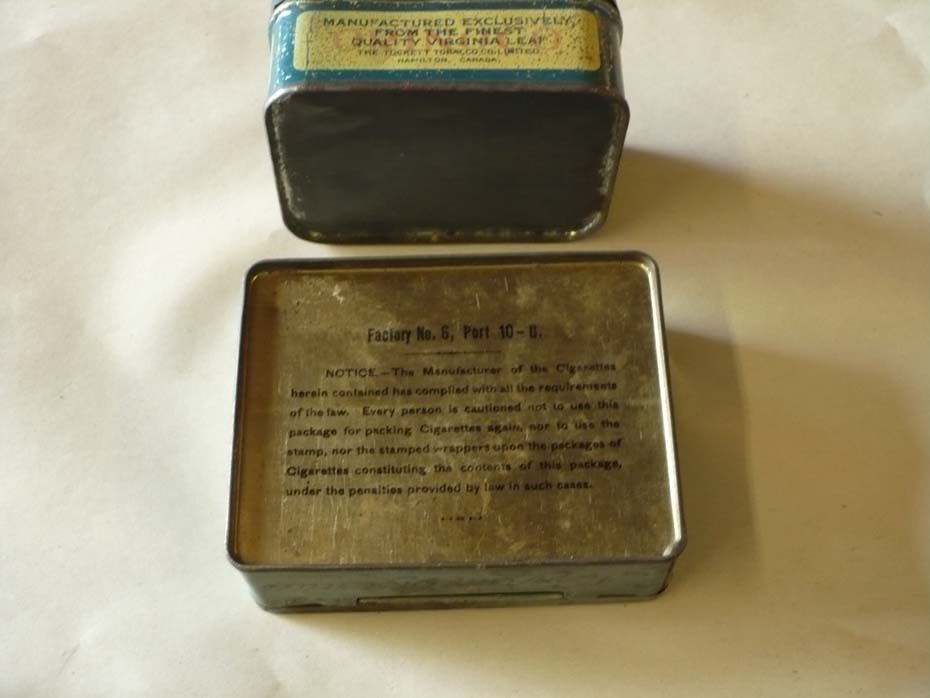 MANUFACTURED EXCLUSIVELY
FROM THE FINEST
QUALITY VIRGINIA LEAF
THE TUCKETT TOBACCO CO. LIMITED.
HAMILTON, CANADA.
Factory No. 6, Port 10-D.
NOTICE.—The Manufacturer of the Cigarettes
herein contained has complied with all the requirements
of the law. Every person is cautioned not to use this
package for packing Cigarettes again, nor to use the
stamp, nor the stamped wrappers upon the packages of
Cigarettes constituting the contents of this package,
under the penalties provided by law in such cases.